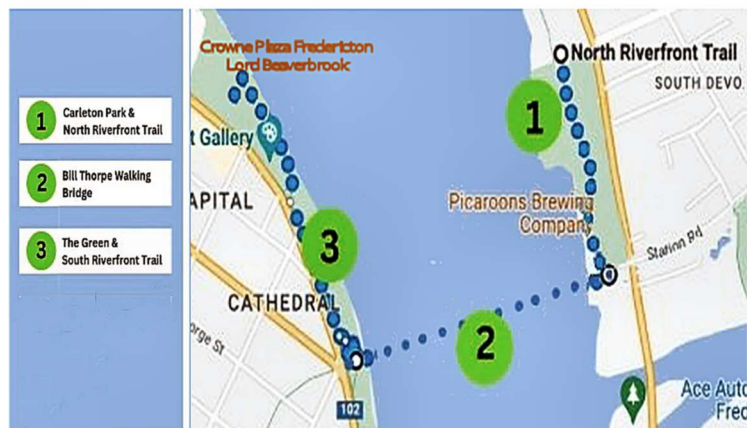 1
Carleton Park &
North Riverfront Trail
2
Bill Thorpe Walking
Bridge
3
The Green &
South Riverfront Trail
Crowne Plaza Fredericton
Lord Beaverbrook
North Riverfront Trail
SOUTH DEVO
1
t Gallery
APITAL
Picaroons Brewing
Company
Station Rd
3
CATHEDRAL
2
orge St
102
Ace Auto
Fred